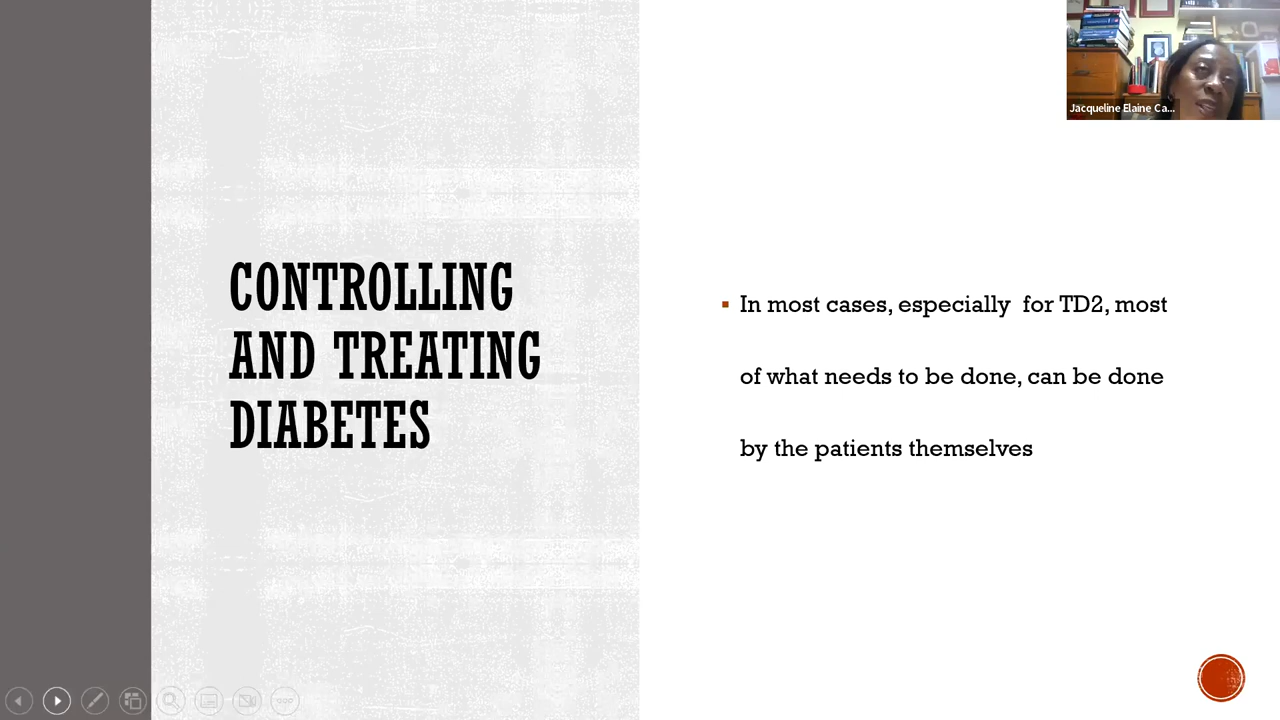 Jacqueline Elaine Ca...
CONTROLLING
AND TREATING
DIABETES
In most cases, especially  for TD2, most
of what needs to be done, can be done
by the patients themselves